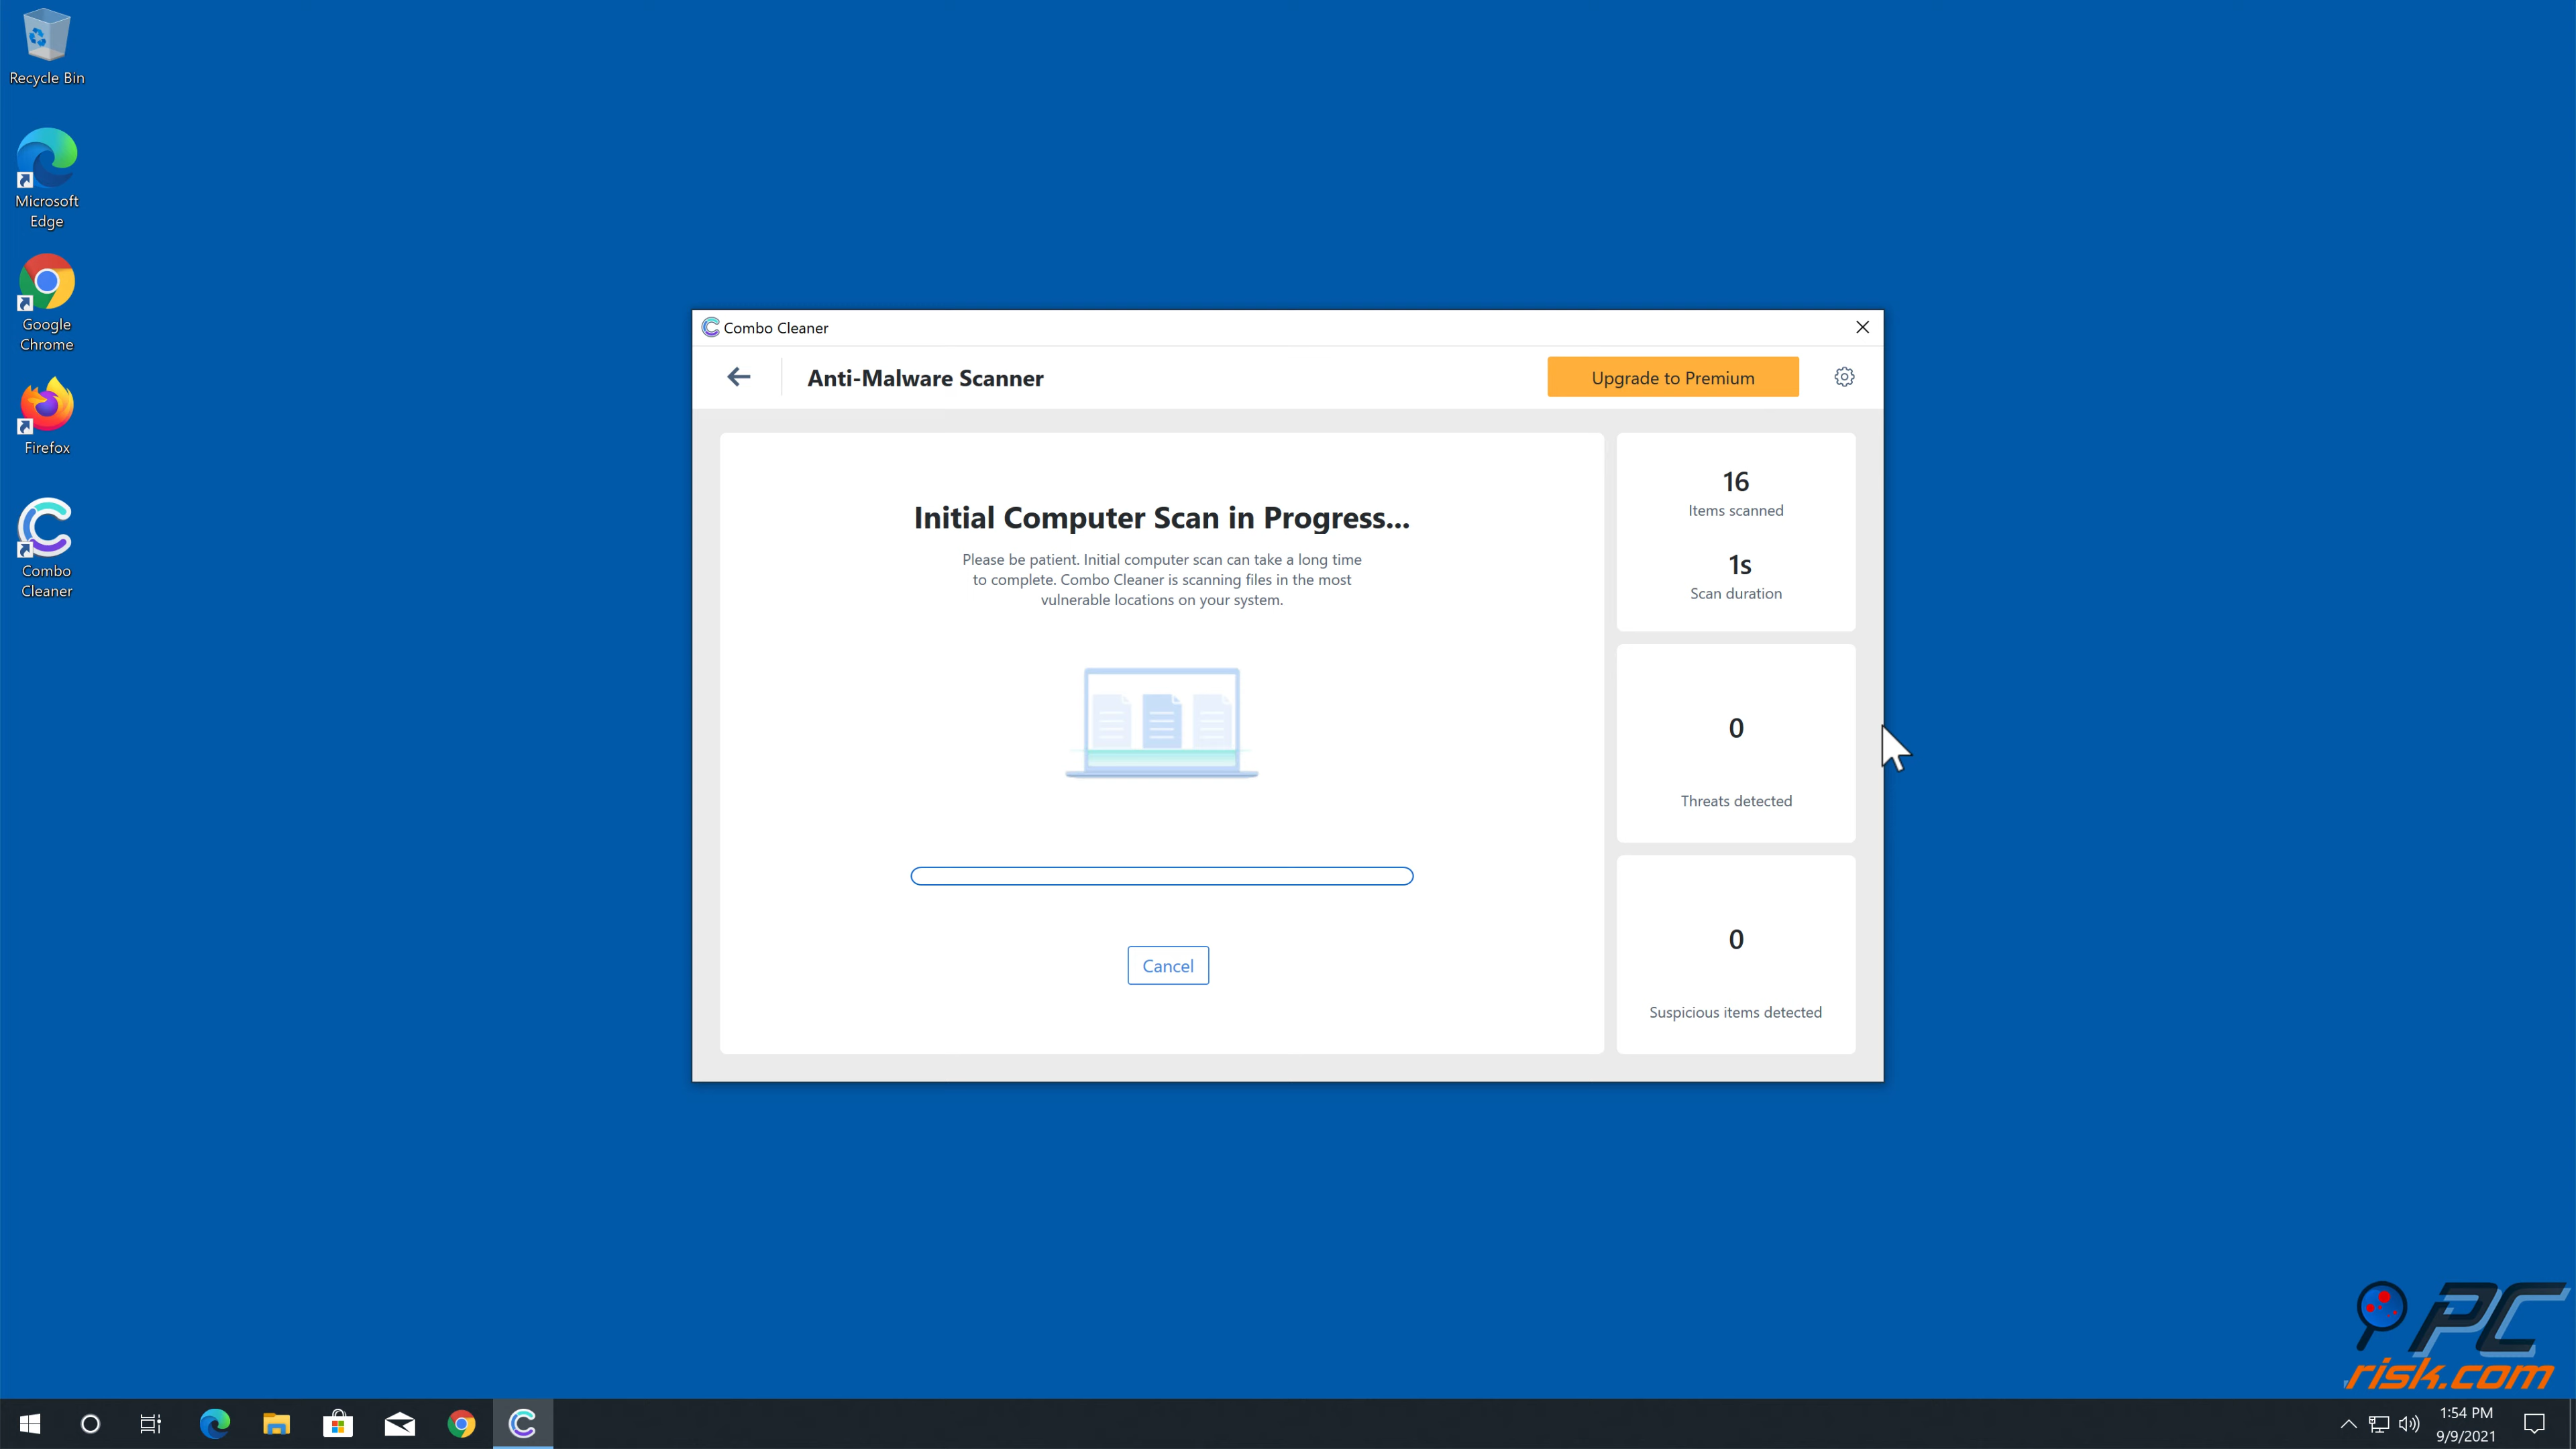 Recycle Bin
Microsoft
Edge
Google
Chrome
Firefox
Combo
Cleaner
Combo Cleaner
Anti-Malware Scanner
Upgrade to Premium
Initial Computer Scan in Progress...
Please be patient. Initial computer scan can take a long time
to complete. Combo Cleaner is scanning files in the most
vulnerable locations on your system.
Cancel
16
Items scanned
1s
Scan duration
0
Threats detected
0
Suspicious items detected
PC
risk.com
1:54 PM
9/9/2021